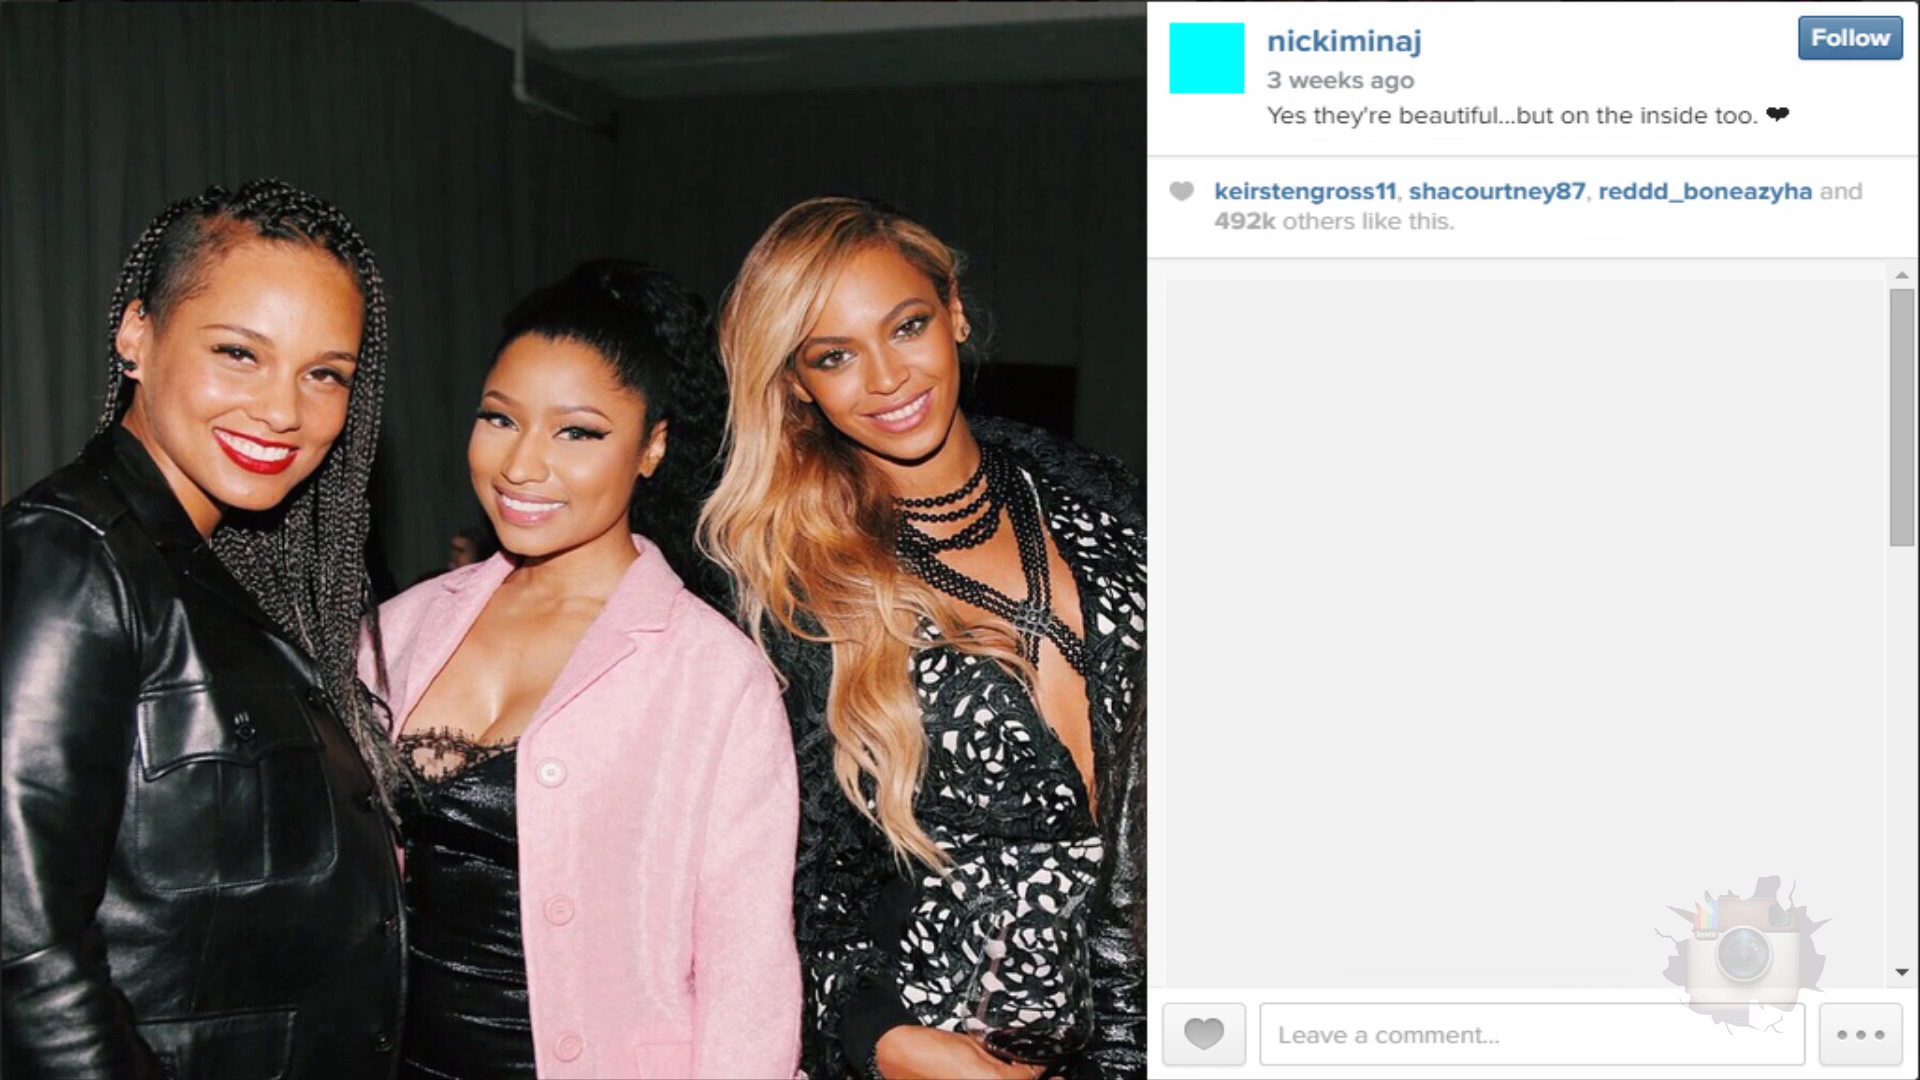 nickiminaj
Follow
3 weeks ago
Yes they're beautiful...but on the inside too. ❤
keirstengross11, shacourtney87, reddd_boneazyha and
492k others like this.
Insta
Leave a comment...